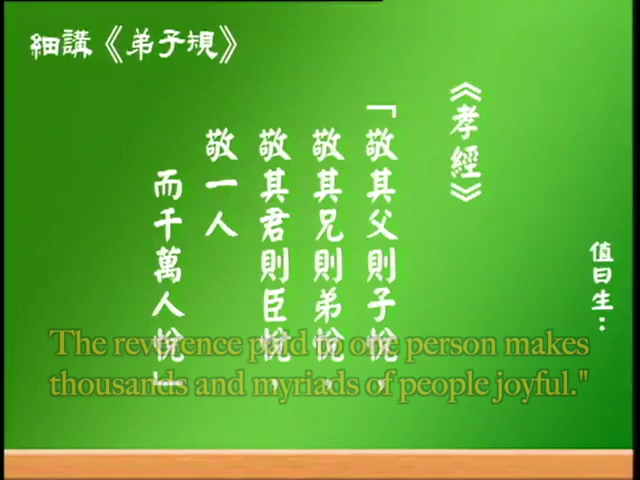 細講《弟子規》
《孝經》
「敬其父則子悅，
敬其兄則弟悅，
敬其君則臣悅，
敬一人
而千萬人悅」
值日生：
The reverence paid to one person makes
thousands and myriads of people joyful."